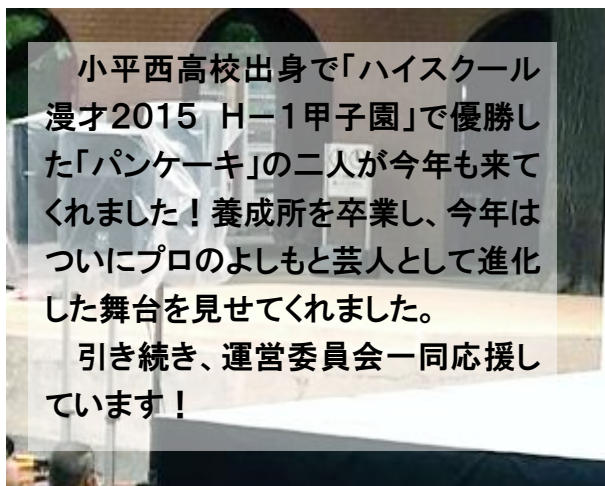 小平西高校出身で「ハイスクール
漫才2015　H－1甲子園」で優勝し
た「パンケーキ」の二人が今年も来て
くれました！養成所を卒業し、今年は
ついにプロのよしもと芸人として進化
した舞台を見せてくれました。
　引き続き、運営委員会一同応援し
ています！